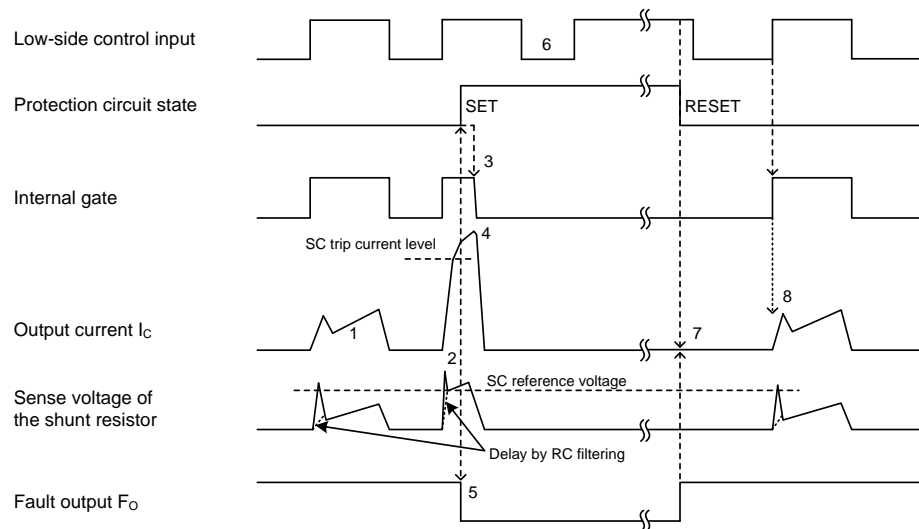 Low-side control input
6
Protection circuit state
SET
RESET
3
Internal gate
4
SC trip current level
8
Output current IC
1
7
2
SC reference voltage
Sense voltage of
the shunt resistor
Delay by RC filtering
5
Fault output FO